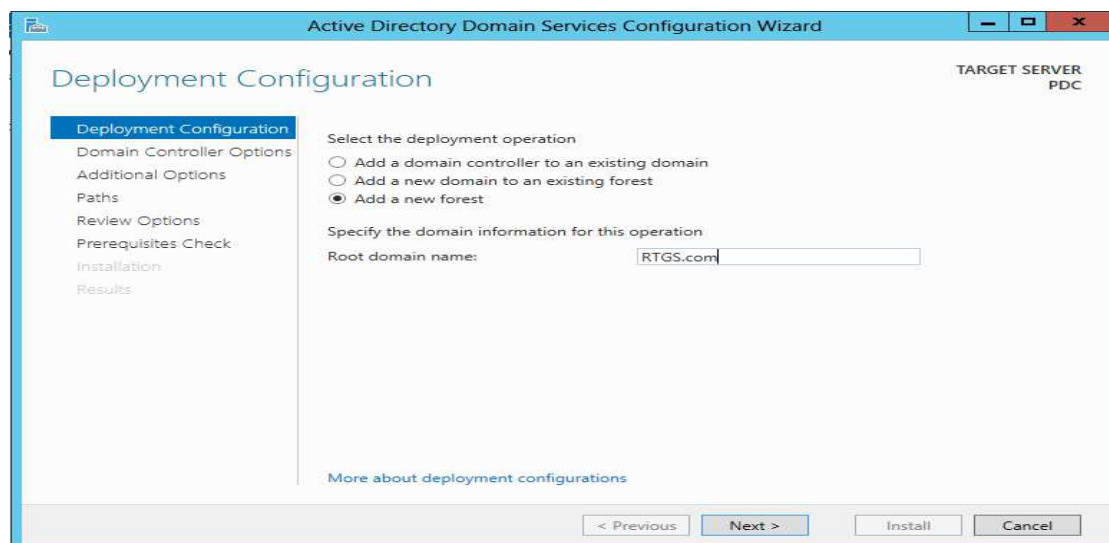 Active Directory Domain Services Configuration Wizard
Deployment Configuration
TARGET SERVER
PDC
Deployment Configuration
Domain Controller Options
Additional Options
Paths
Review Options
Prerequisites Check
Installation
Results
Select the deployment operation
Add a domain controller to an existing domain
Add a new domain to an existing forest
Add a new forest
Specify the domain information for this operation
Root domain name:
RTGS.com
More about deployment configurations
< Previous
Next >
Install
Cancel